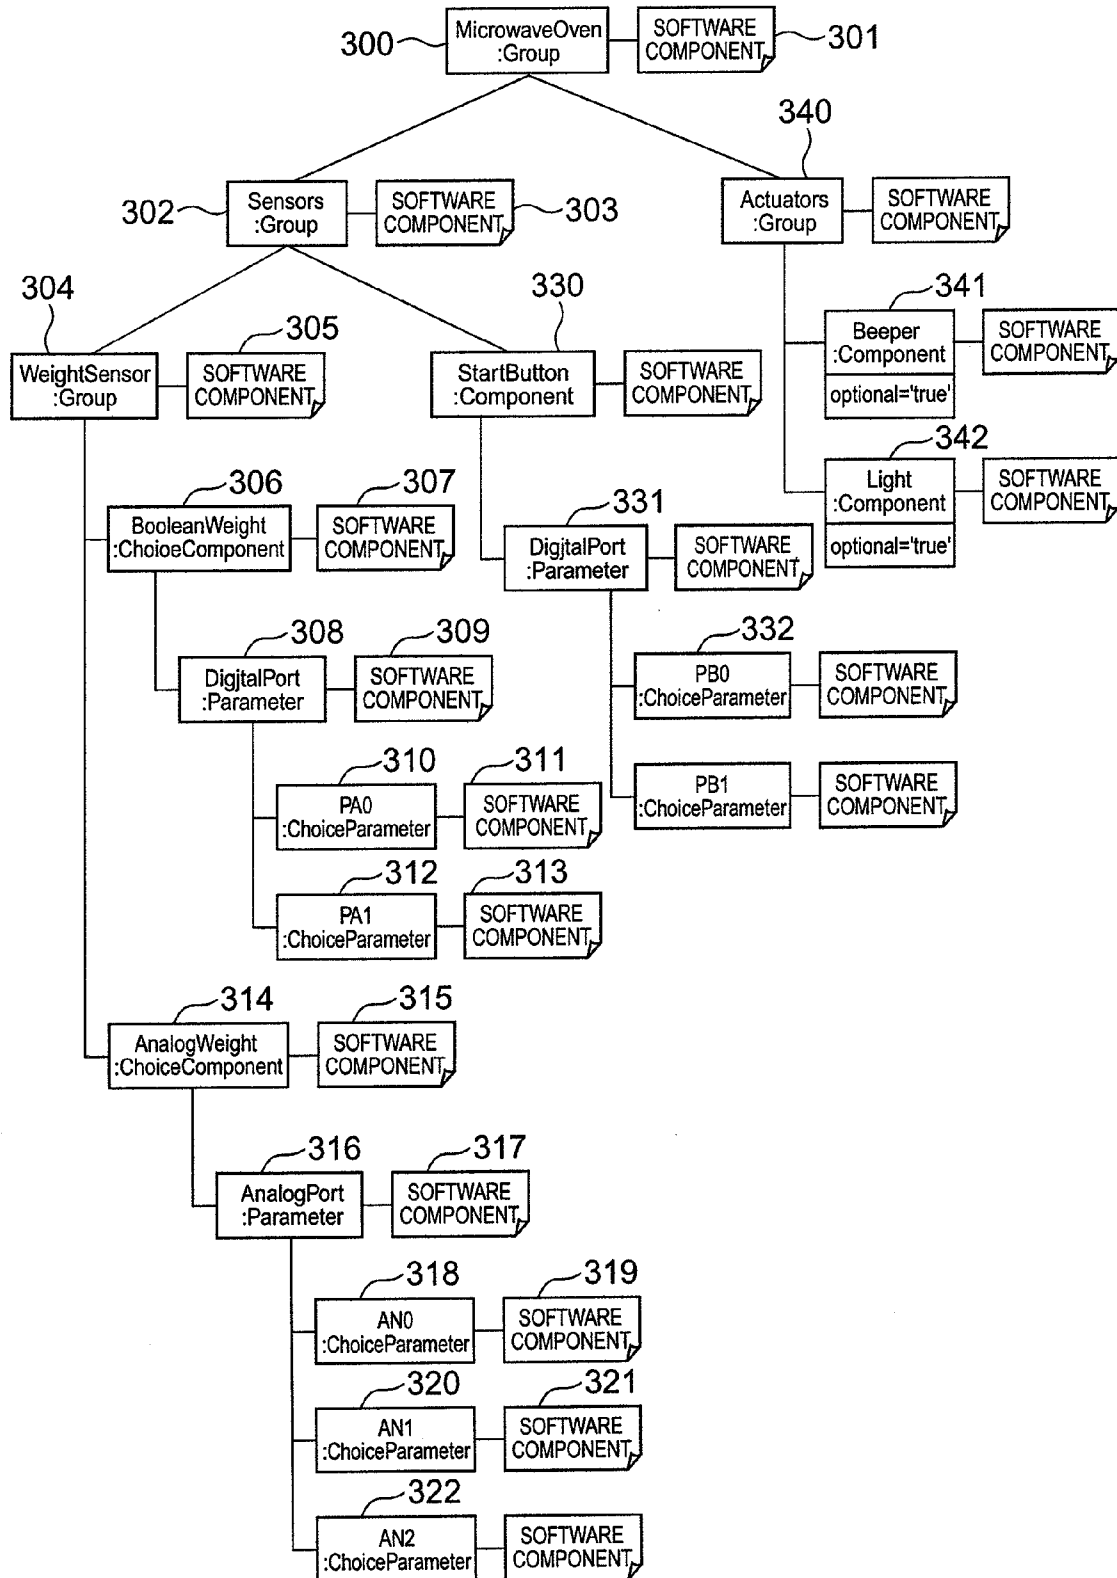 300
MicrowaveOven
:Group
SOFTWARE
COMPONENT
301
302
Sensors
:Group
SOFTWARE
COMPONENT
303
340
Actuators
:Group
SOFTWARE
COMPONENT
304
WeightSensor
:Group
305
SOFTWARE
COMPONENT
330
StartButton
:Component
SOFTWARE
COMPONENT
341
Beeper
:Component
optional='true'
SOFTWARE
COMPONENT
342
Light
:Component
optional='true'
SOFTWARE
COMPONENT
306
BooleanWeight
:ChoioeComponent
307
SOFTWARE
COMPONENT
331
DigjtalPort
:Parameter
SOFTWARE
COMPONENT
308
DigjtalPort
:Parameter
309
SOFTWARE
COMPONENT
332
PB0
:ChoiceParameter
SOFTWARE
COMPONENT
310
PA0
:ChoiceParameter
311
SOFTWARE
COMPONENT
PB1
:ChoiceParameter
SOFTWARE
COMPONENT
312
PA1
:ChoiceParameter
313
SOFTWARE
COMPONENT
314
AnalogWeight
:ChoiceComponent
315
SOFTWARE
COMPONENT
316
AnalogPort
:Parameter
317
SOFTWARE
COMPONENT
318
AN0
:ChoiceParameter
319
SOFTWARE
COMPONENT
320
AN1
:ChoiceParameter
321
SOFTWARE
COMPONENT
322
AN2
:ChoiceParameter
SOFTWARE
COMPONENT